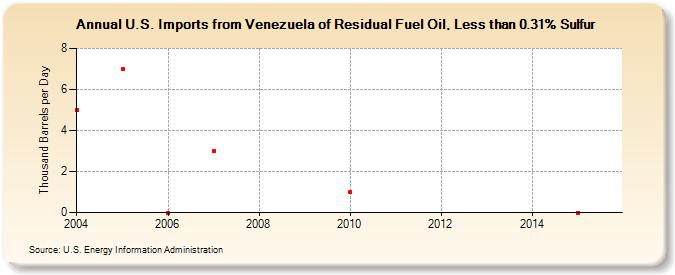 Annual U.S. Imports from Venezuela of Residual Fuel Oil, Less than 0.31% Sulfur
Thousand Barrels per Day
8
6
4
2
0
2004 2006 2008 2010 2012 2014
Source: U.S. Energy Information Administration